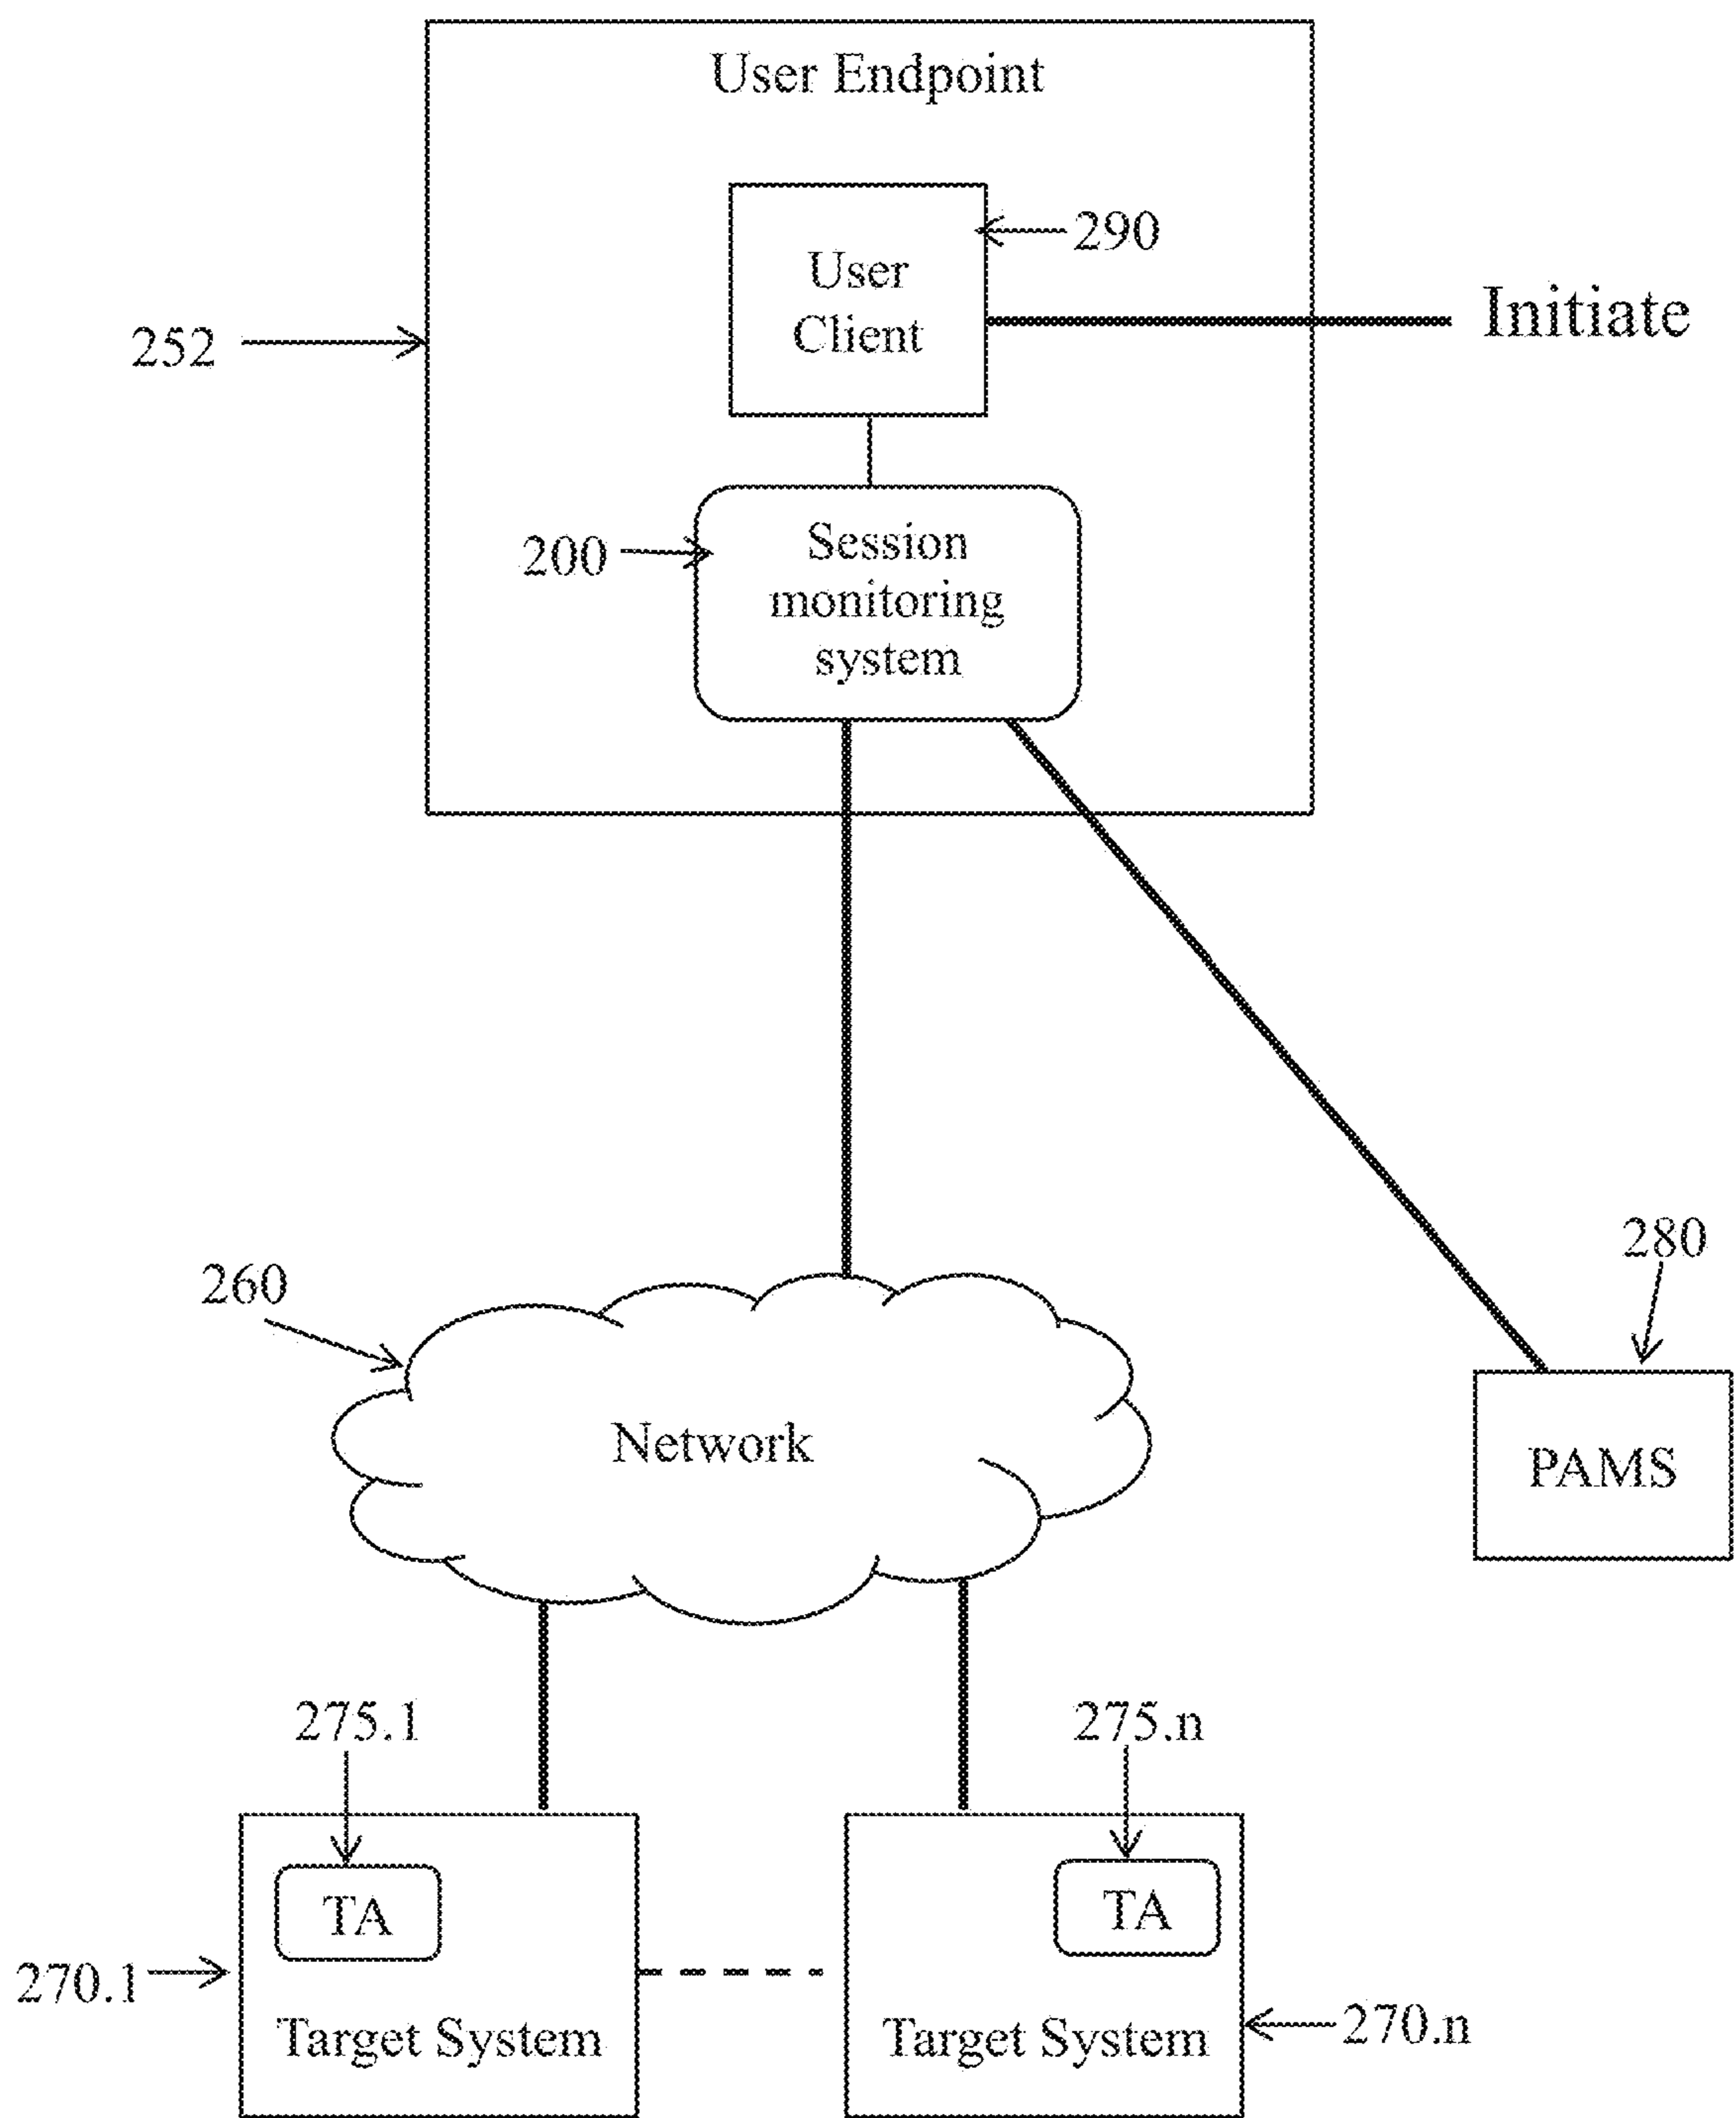 User Endpoint
290
User
Client
Initiate
252
200
Session
monitoring
system
280
260
Network
PAMS
275.1
275.n
TA
TA
270.1
Target System
Target System
270.n